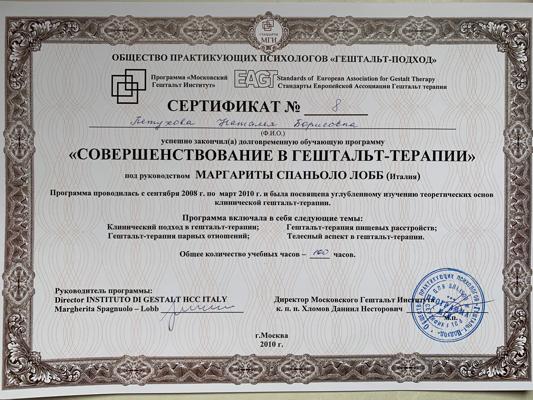 СТАНДАРТЫ
МГИ
ОБЩЕСТВО ПРАКТИКУЮЩИХ ПСИХОЛОГОВ «ГЕШТАЛЬТ-ПОДХОД»
Программа «Московский Гештальт Институт»
EAGT Standards of European Association for Gestalt Therapy
Стандарты Европейской Ассоциации Гештальт терапии
СЕРТИФИКАТ № 8
Петухова Наталья Борисовна
(Ф.И.О.)
успешно закончил(а) долговременную обучающую программу
«СОВЕРШЕНСТВОВАНИЕ В ГЕШТАЛЬТ-ТЕРАПИИ»
под руководством МАРГАРИТЫ СПАНЬОЛО ЛОББ (Италия)
Программа проводилась с сентября 2008 г. по март 2010 г. и была посвящена углубленному изучению теоретических основ
клинической гештальт-терапии.
Программа включала в себя следующие темы:
Клинический подход в гештальт-терапии; Гештальт-терапия пищевых расстройств;
Гештальт-терапия парных отношений; Телесный аспект в гештальт-терапии.
Общее количество учебных часов – 100 часов.
Руководитель программы:
Director INSTITUTO DI GESTALT HCC ITALY
Margherita Spagnuolo – Lobb
Директор Московского Гештальт Института
к. п. н. Хломов Даниил Несторович
м.п.
г.Москва
2010 г.